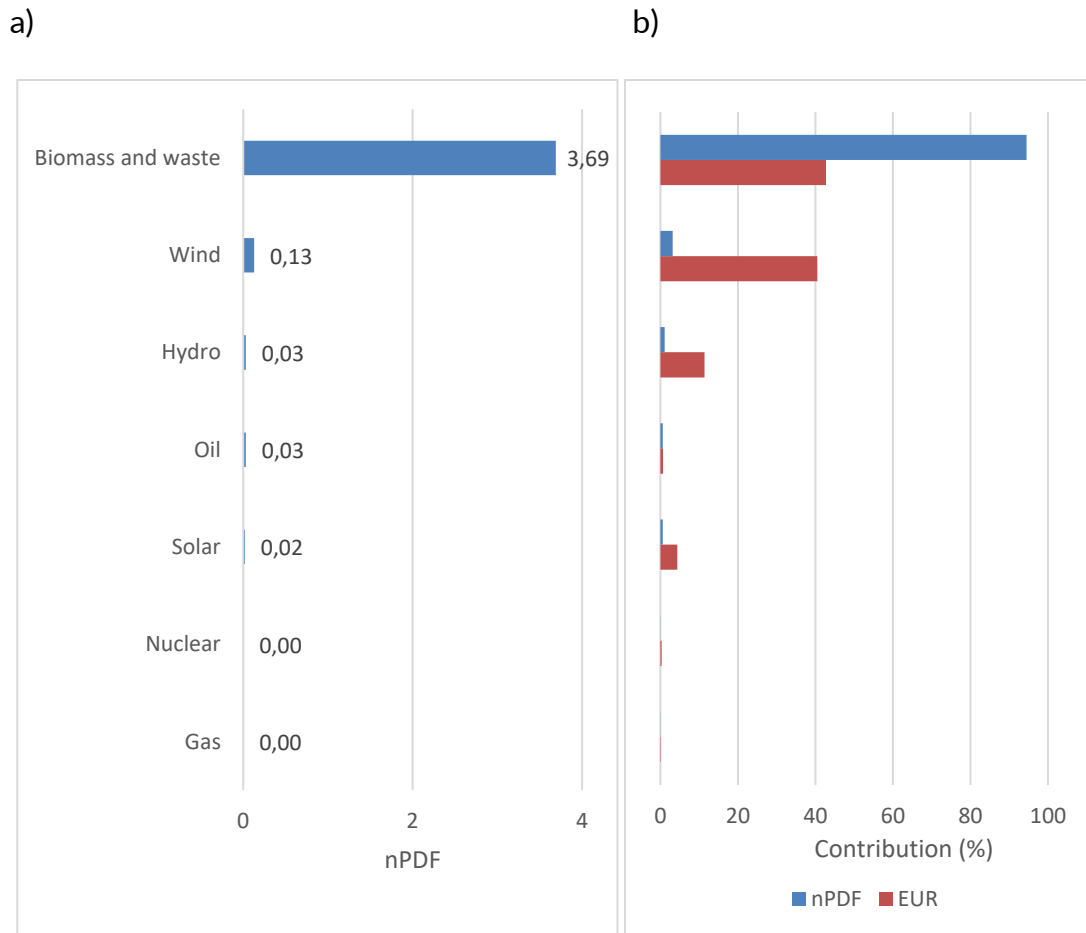 a)
b)
Biomass and waste
3,69
Wind
0,13
Hydro
0,03
Oil
0,03
Solar
0,02
Nuclear
0,00
Gas
0,00
0 2 4
nPDF
0 20 40 60 80 100
Contribution (%)
nPDF EUR